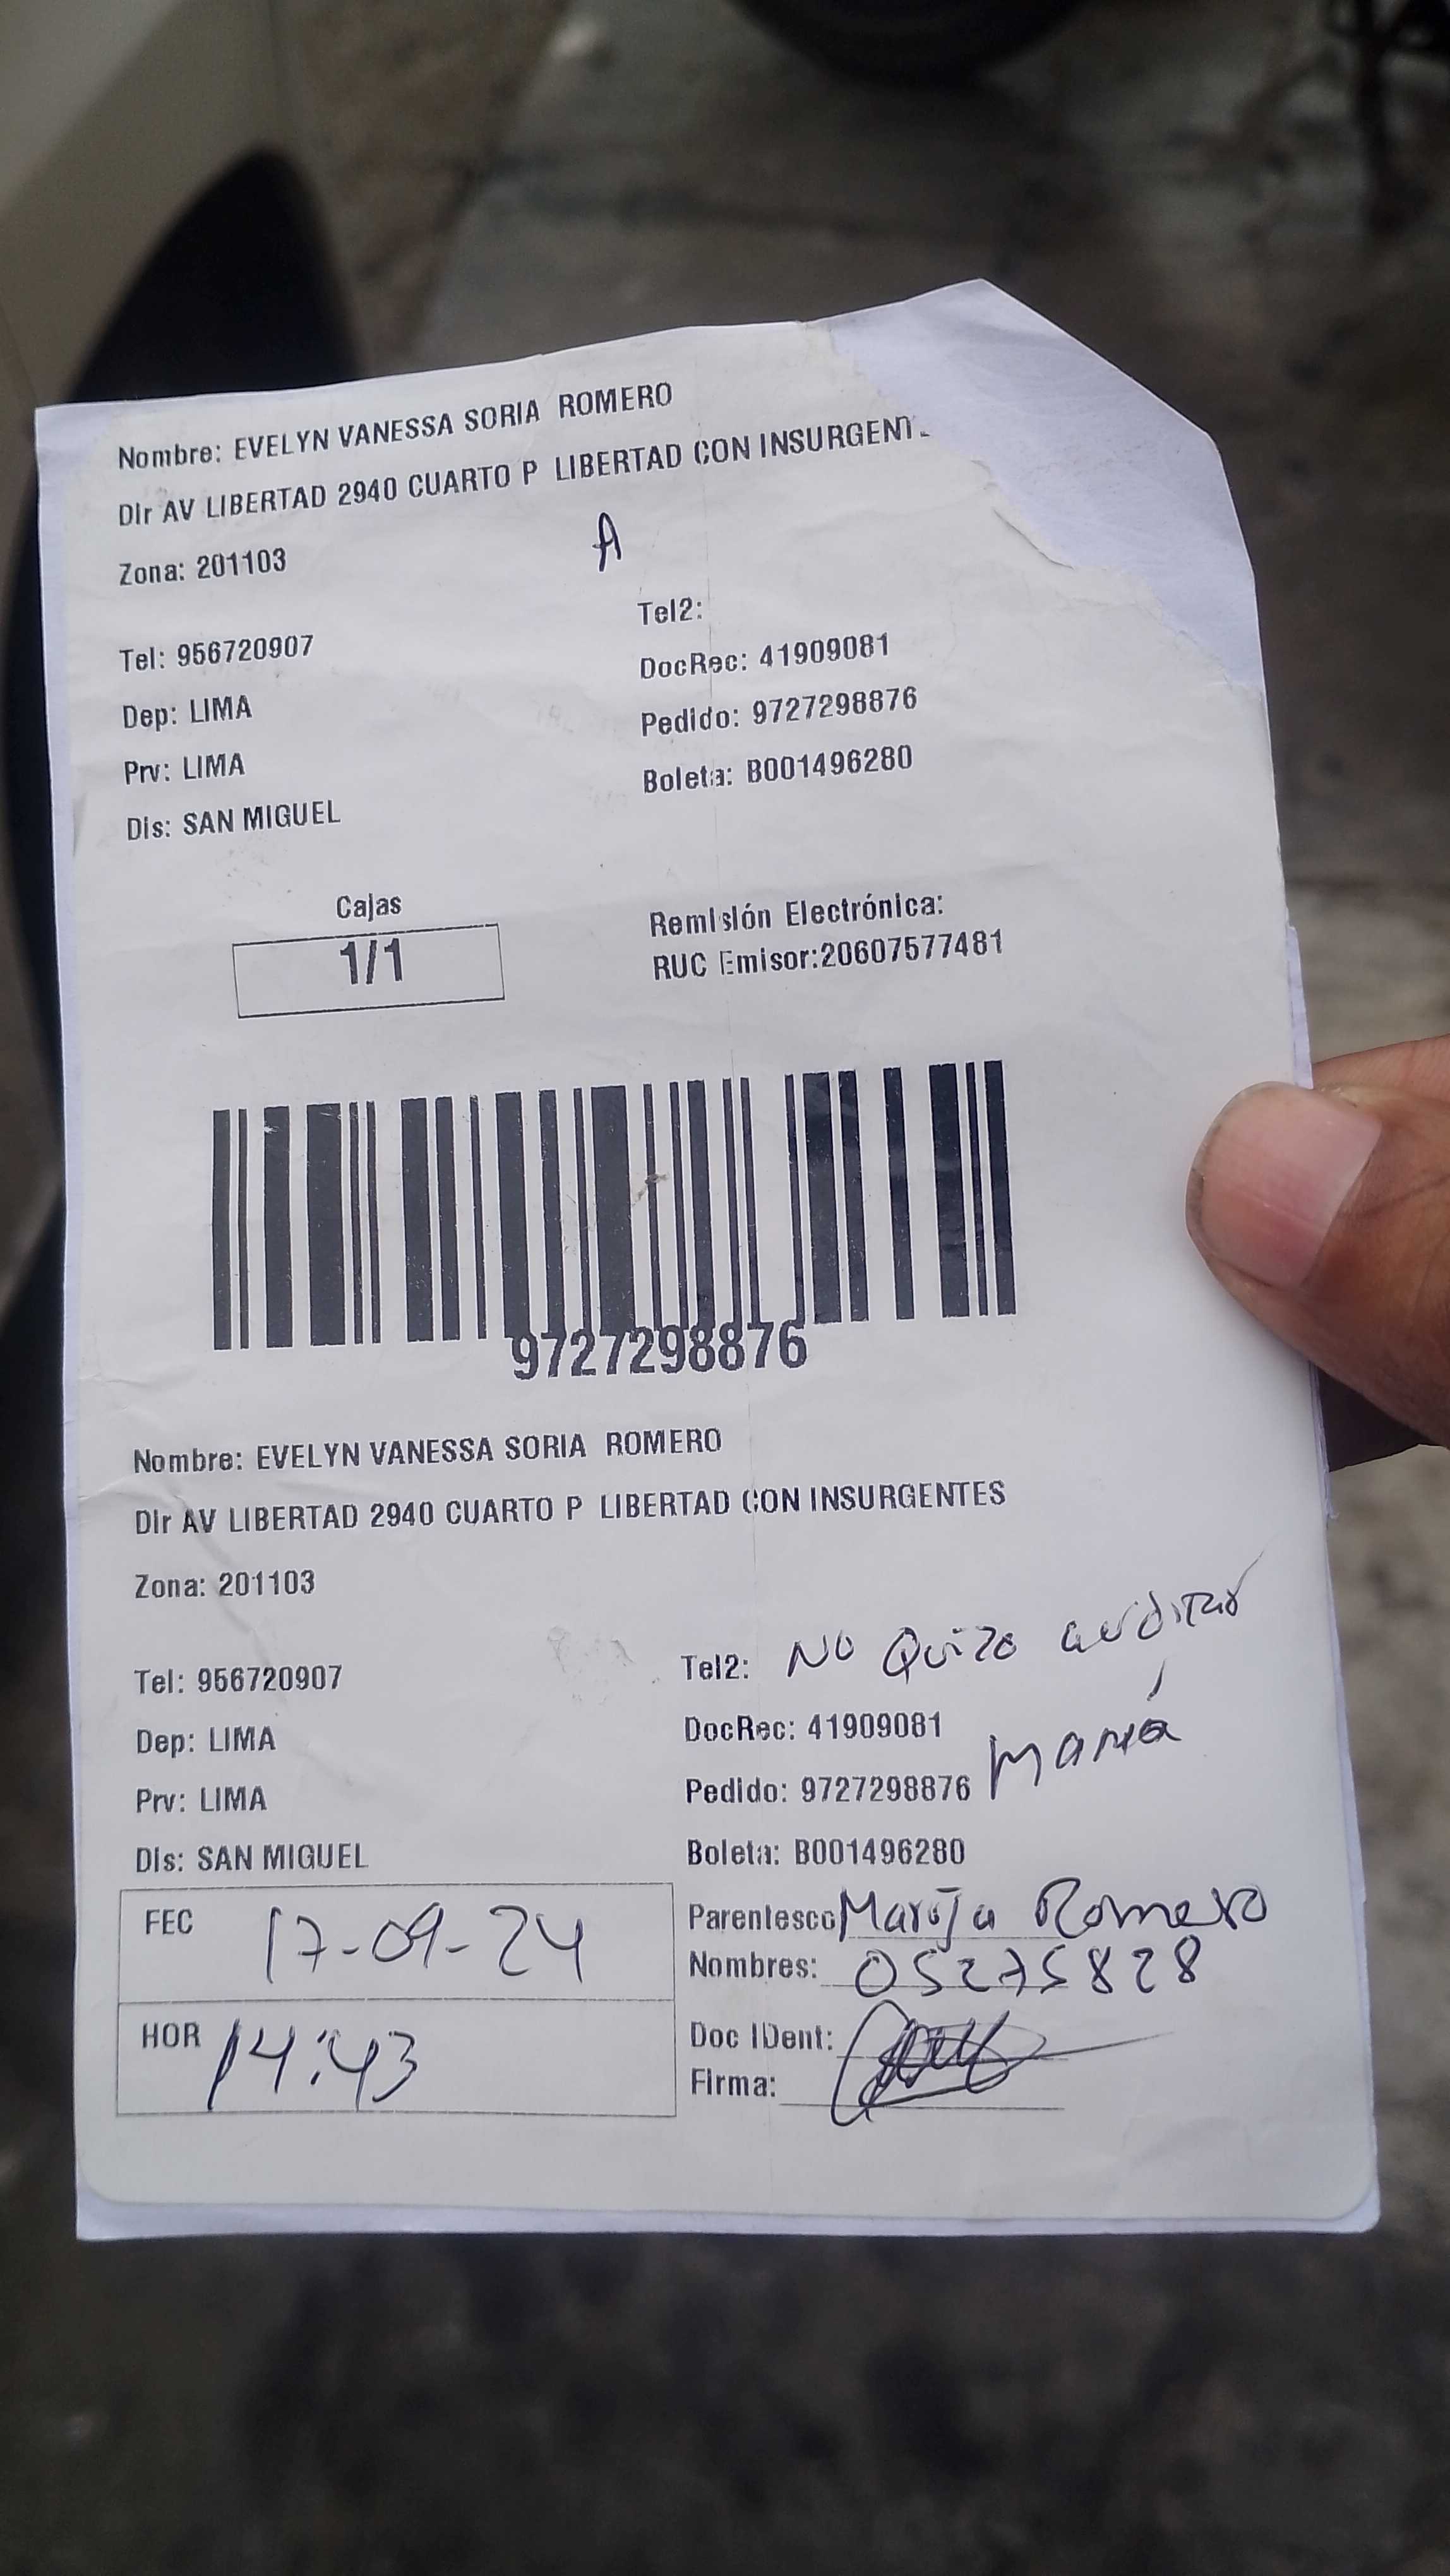 Nombre: EVELYN VANESSA SORIA ROMERO
Dir AV LIBERTAD 2940 CUARTO P LIBERTAD CON INSURGENT
Zona: 201103
A
Tel2:
Tel: 956720907
DocRec: 41909081
Dep: LIMA
Pedido: 9727298876
Prv: LIMA
Boleta: B001496280
Dis: SAN MIGUEL
Cajas
1/1
Remisión Electrónica:
RUC Emisor:20607577481
9727298876
Nombre: EVELYN VANESSA SORIA ROMERO
Dir AV LIBERTAD 2940 CUARTO P LIBERTAD CON INSURGENTES
Zona: 201103
Tel2: NO QUiZO auditar
Tel: 956720907
DocRec: 41909081
Dep: LIMA
Pedido: 9727298876 MAMá
Prv: LIMA
Boleta: B001496280
Dis: SAN MIGUEL
FEC 17-09-24
Parentesco Romero
Nombres: 05275828
HOR 14:43
Doc IDent:
Firma: